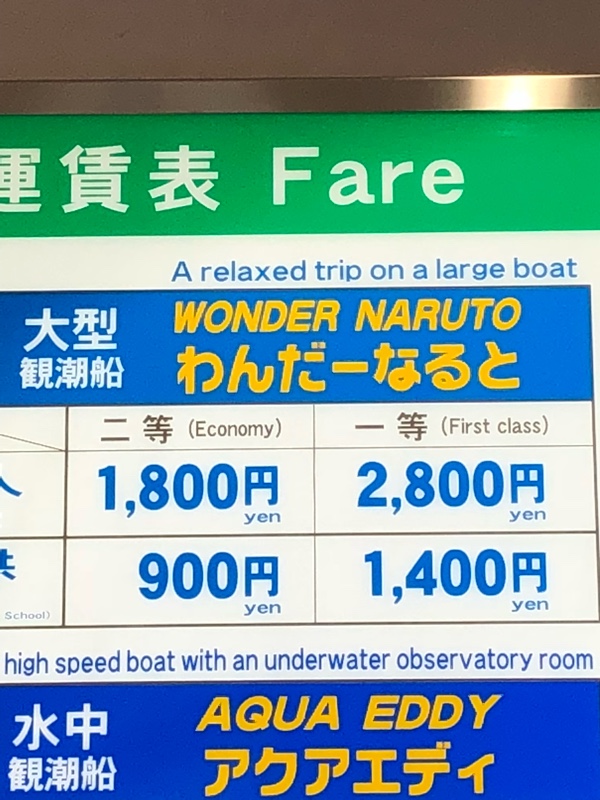 運賃表 Fare
A relaxed trip on a large boat
大型 WONDER NARUTO
観潮船 わんだーなると
二等 (Economy) 一等 (First class)
人 1,800円 2,800円
yen yen
供 900円 1,400円
School) yen yen
high speed boat with an underwater observatory room
水中 AQUA EDDY
観潮船 アクアエディ